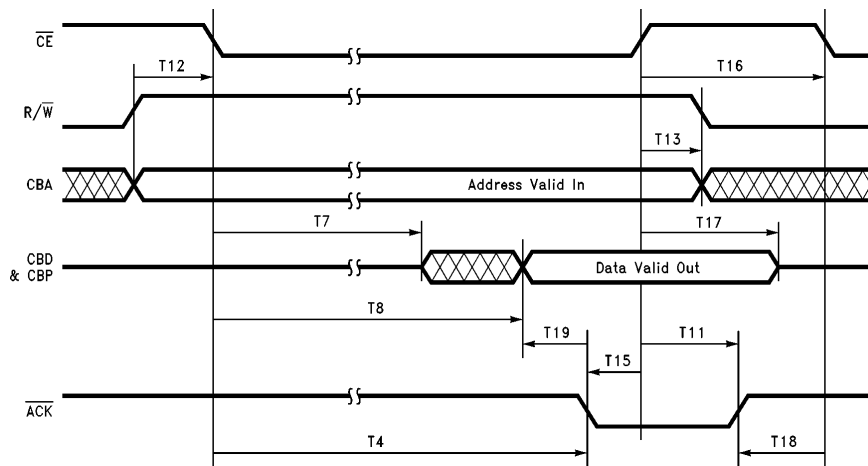 CE
T12
T16
R/W
T13
CBA
Address Valid In
T7
T17
CBD
& CBP
Data Valid Out
T8
T19
T11
T15
ACK
T4
T18